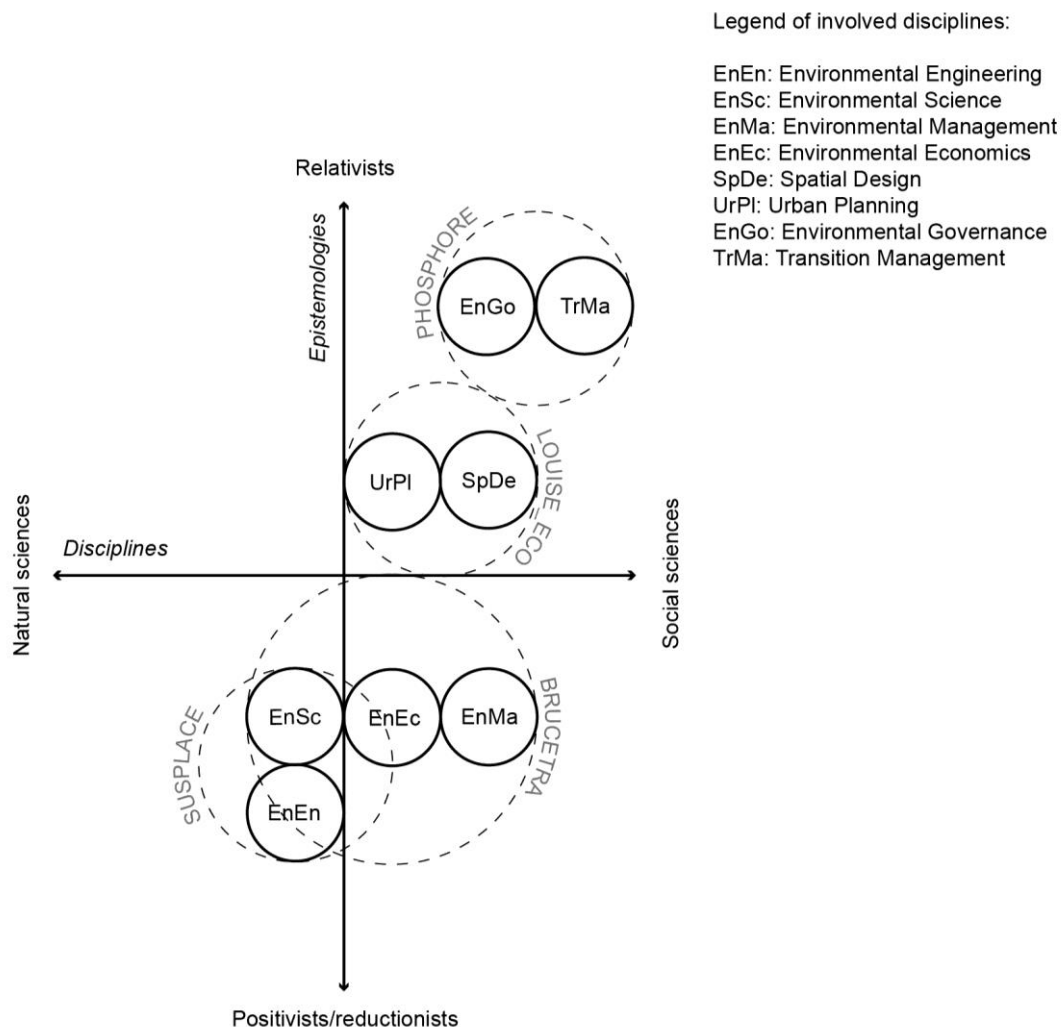 Legend of involved disciplines:
EnEn: Environmental Engineering
EnSc: Environmental Science
EnMa: Environmental Management
EnEc: Environmental Economics
SpDe: Spatial Design
UrPl: Urban Planning
EnGo: Environmental Governance
TrMa: Transition Management
Relativists
Epistemologies
PHOSPHORE
EnGo
TrMa
UrPl
SpDe
LOUISE_ECO
Disciplines
Natural sciences
Social sciences
EnSc
EnEc
EnMa
BRUCETRA
SUSPLACE
EnEn
Positivists/reductionists